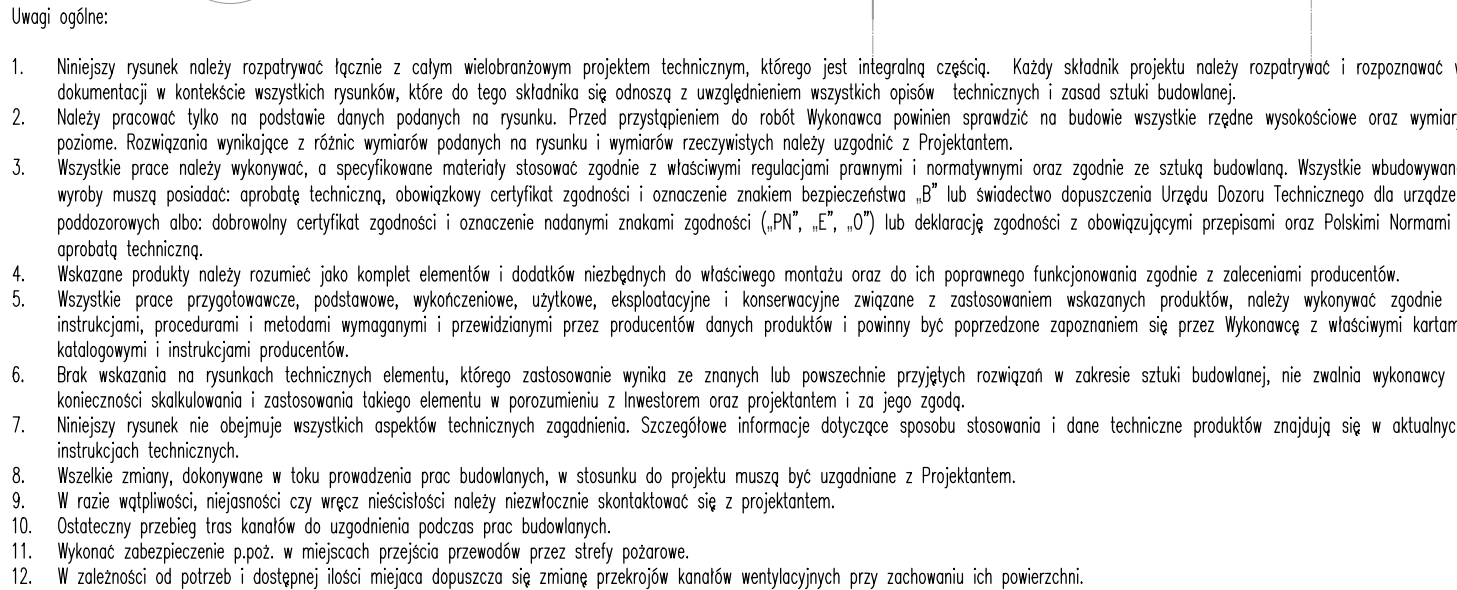 Uwagi ogólne:
1. Niniejszy rysunek należy rozpatrywać łącznie z całym wielobranżowym projektem technicznym, którego jest integralną częścią. Każdy składnik projektu należy rozpatrywać i rozpoznawać
dokumentacji w kontekście wszystkich rysunków, które do tego składnika się odnoszą z uwzględnieniem wszystkich opisów technicznych i zasad sztuki budowlanej.
2. Należy pracować tylko na podstawie danych podanych na rysunku. Przed przystąpieniem do robót Wykonawca powinien sprawdzić na budowie wszystkie rzędne wysokościowe oraz
poziome. Rozwiązania wynikające z różnic wymiarów podanych na rysunku i wymiarów rzeczywistych należy uzgodnić z Projektantem.
3. Wszystkie prace należy wykonywać, a specyfikowane materiały stosować zgodnie z właściwymi regulacjami prawnymi i normatywnymi oraz zgodnie ze sztuką budowlaną. Wszystkie
wyroby muszą posiadać: aprobatę techniczną, obowiązkowy certyfikat zgodności i oznaczenie znakiem bezpieczeństwa „B” lub świadectwo dopuszczenia Urzędu Dozoru Technicznego dla
poddozorowych albo: dobrowolny certyfikat zgodności i oznaczenie nadanymi znakami zgodności („PN”, „E”, „O”) lub deklarację zgodności z obowiązującymi przepisami oraz Polskimi Normami
aprobatą techniczną.
4. Wskazane produkty należy rozumieć jako komplet elementów i dodatków niezbędnych do właściwego montażu oraz do ich poprawnego funkcjonowania zgodnie z zaleceniami producentów.
5. Wszystkie prace przygotowawcze, podstawowe, wykończeniowe, użytkowe, eksploatacyjne i konserwacyjne związane z zastosowaniem wskazanych produktów, należy wykonywać zgodnie
instrukcjami, procedurami i metodami wymaganymi i przewidzianymi przez producentów danych produktów i powinny być poprzedzone zapoznaniem się przez Wykonawcę z właściwymi
katalogowymi i instrukcjami producentów.
6. Brak wskazania na rysunkach technicznych elementu, którego zastosowanie wynika ze znanych lub powszechnie przyjętych rozwiązań w zakresie sztuki budowlanej, nie zwalnia wykonawcy
konieczności skalkulowania i zastosowania takiego elementu w porozumieniu z Inwestorem oraz projektantem i za jego zgodą.
7. Niniejszy rysunek nie obejmuje wszystkich aspektów technicznych zagadnienia. Szczegółowe informacje dotyczące sposobu stosowania i dane techniczne produktów znajdują się w
instrukcjach technicznych.
8. Wszelkie zmiany, dokonywane w toku prowadzenia prac budowlanych, w stosunku do projektu muszą być uzgadniane z Projektantem.
9. W razie wątpliwości, niejasności czy wręcz nieścisłości należy niezwłocznie skontaktować się z projektantem.
10. Ostateczny przebieg tras kanałów do uzgodnienia podczas prac budowlanych.
11. Wykonać zabezpieczenie p.poż. w miejscach przejścia przewodów przez strefy pożarowe.
12. W zależności od potrzeb i dostępnej ilości miejaca dopuszcza się zmianę przekrojów kanałów wentylacyjnych przy zachowaniu ich powierzchni.